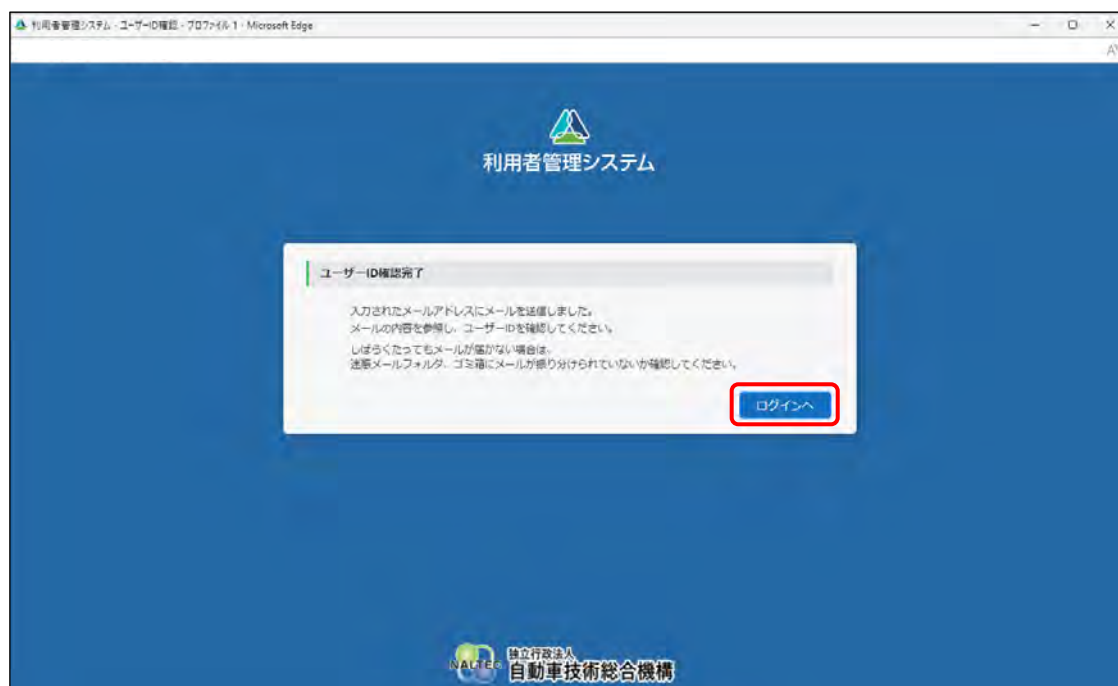 利用者管理システム - ユーザーID確認 - プロファイル 1 - Microsoft Edge
利用者管理システム
ユーザーID確認完了
入力されたメールアドレスにメールを送信しました。
メールの内容を参照し、ユーザーIDを確認してください。
しばらくたってもメールが届かない場合は、
迷惑メールフォルダ、ゴミ箱にメールが振り分けられていないか確認してください。
ログインへ
NALTEC 独立行政法人
自動車技術総合機構